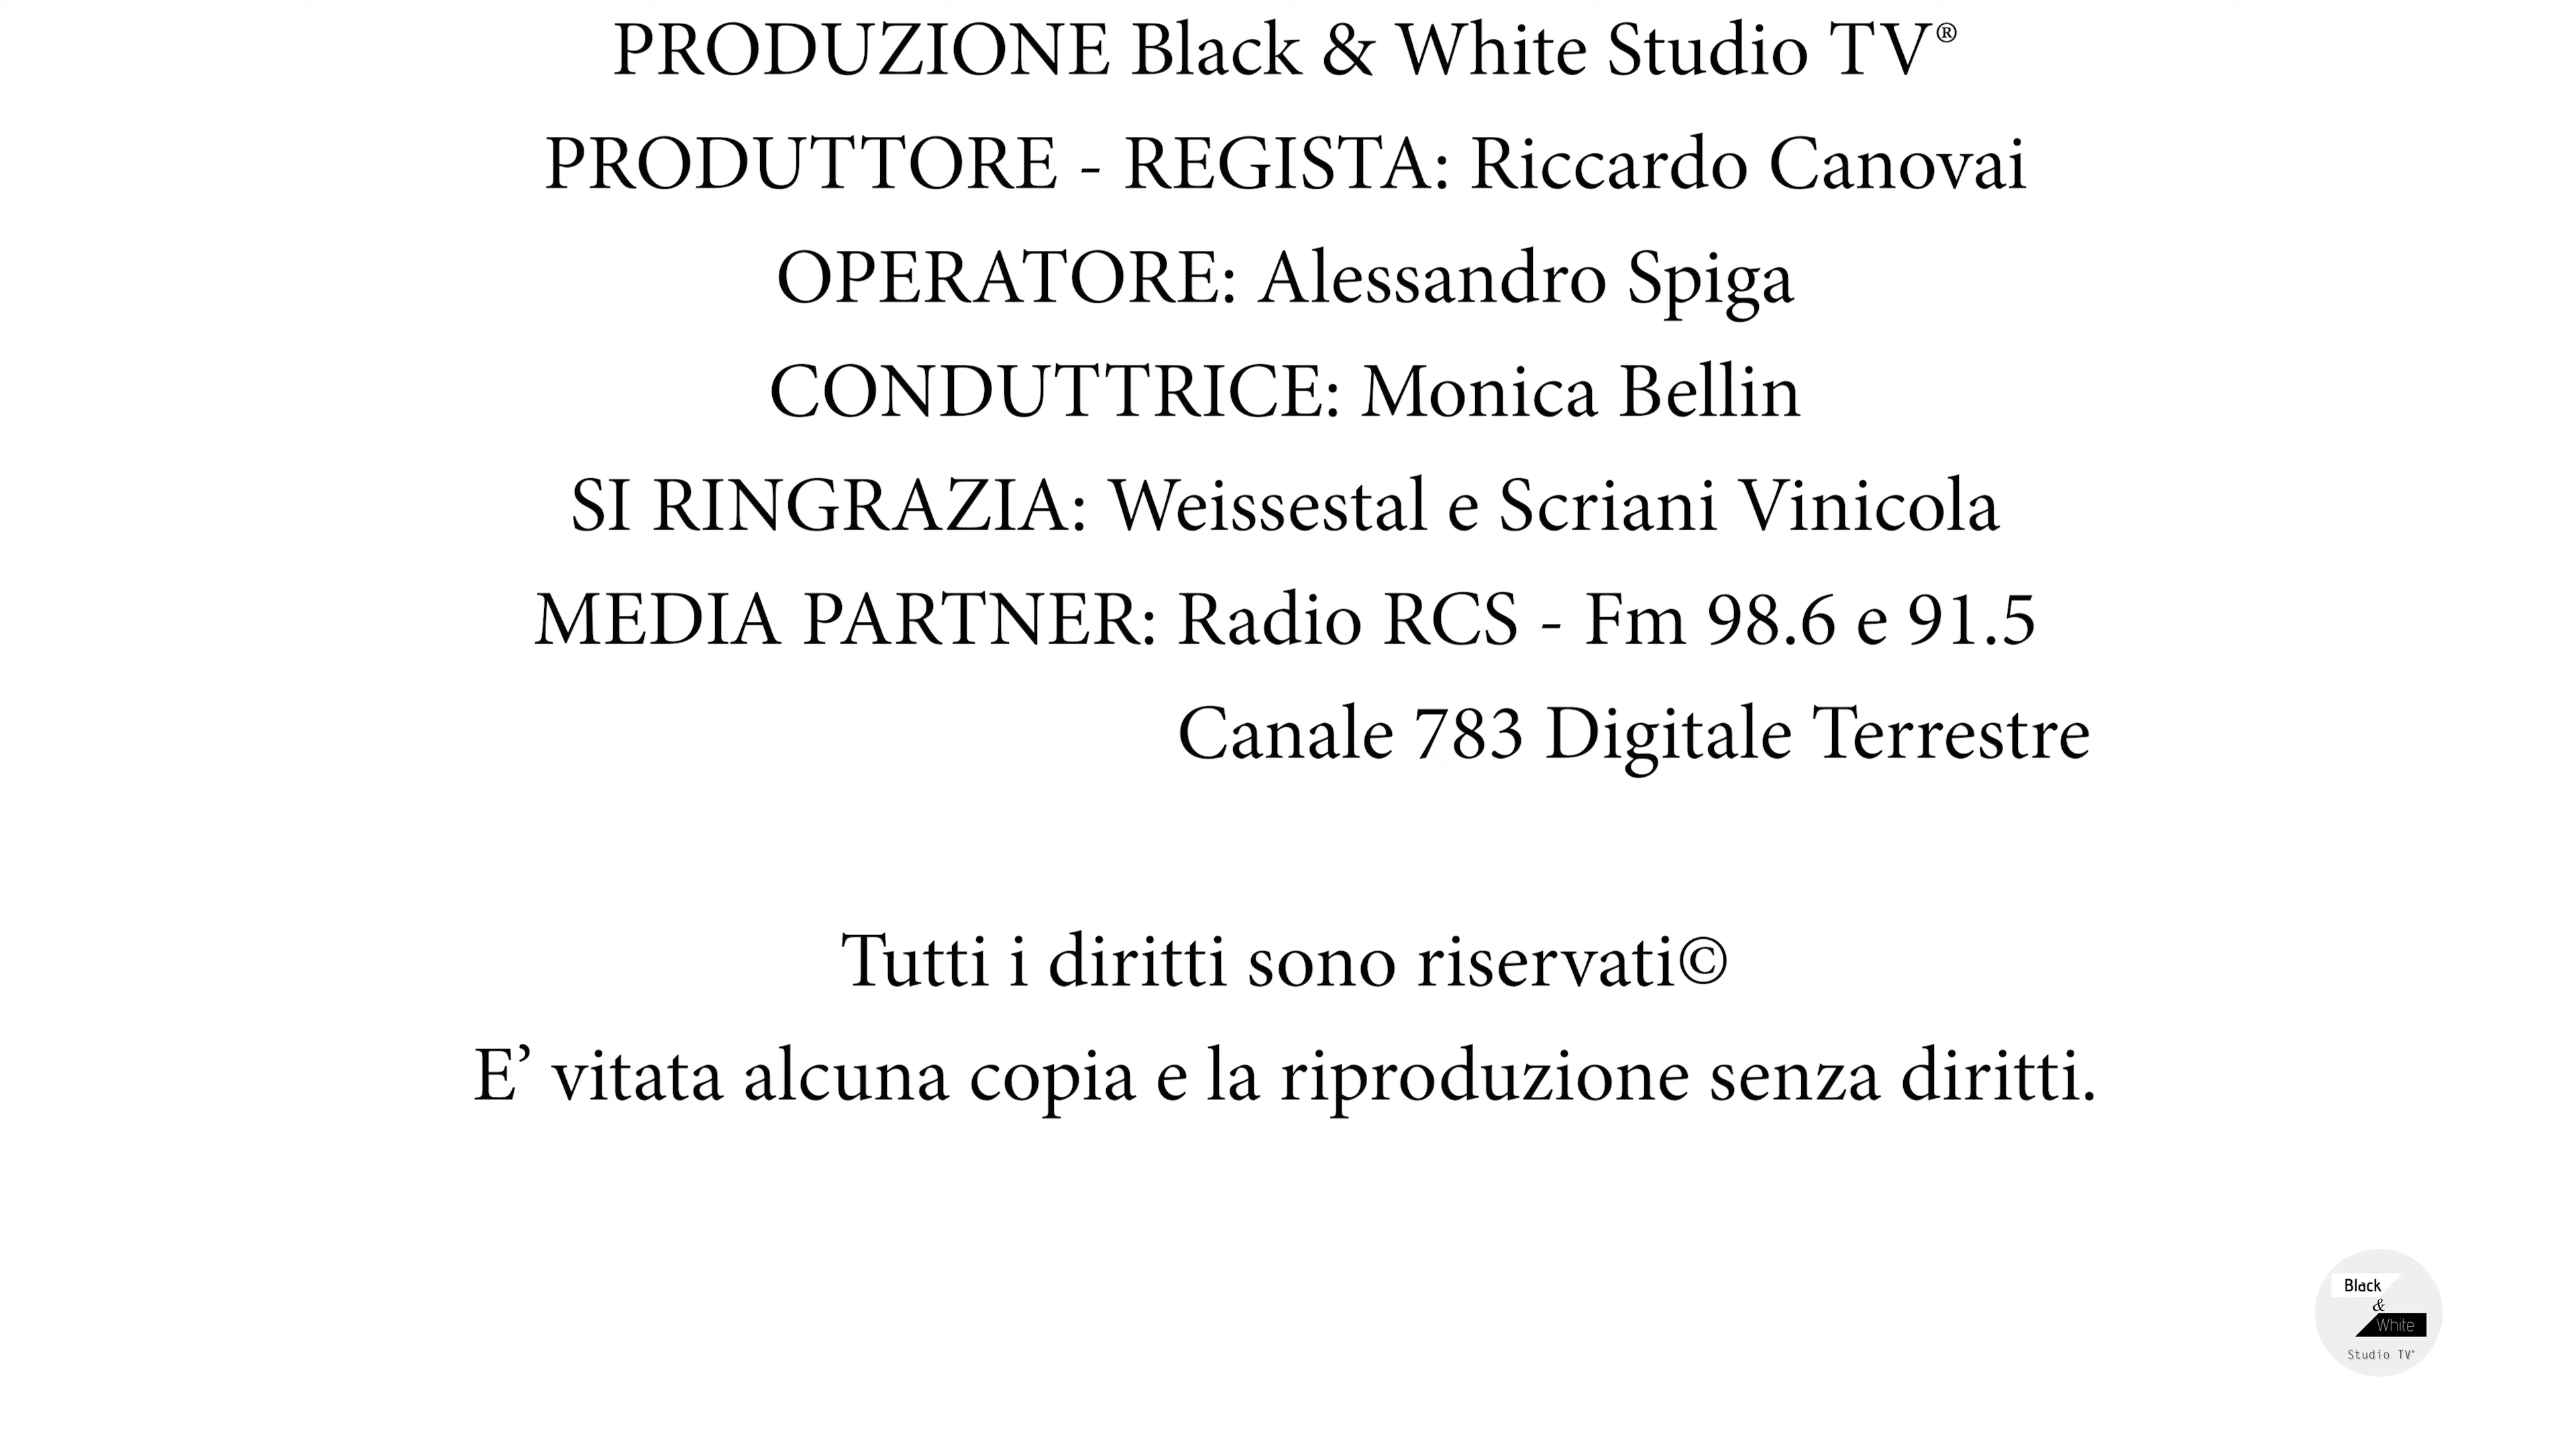 PRODUZIONE Black & White Studio TV®
PRODUTTORE - REGISTA: Riccardo Canovai
OPERATORE: Alessandro Spiga
CONDUTTRICE: Monica Bellin
SI RINGRAZIA: Weissestal e Scriani Vinicola
MEDIA PARTNER: Radio RCS - Fm 98.6 e 91.5
Canale 783 Digitale Terrestre
Tutti i diritti sono riservati©
E’ vitata alcuna copia e la riproduzione senza diritti.
Black
&
White
Studio TV®